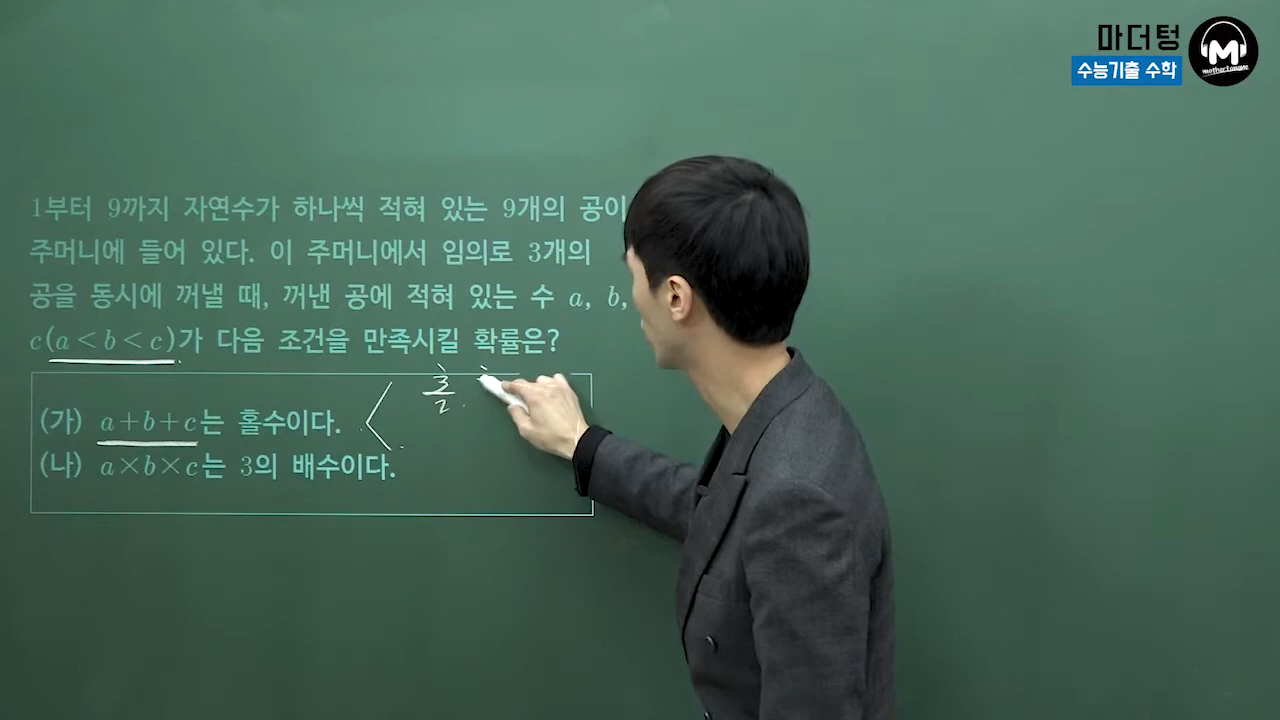 마더텅
수능기출 수학
M
mothertongue
1부터 9까지 자연수가 하나씩 적혀 있는 9개의 공이
주머니에 들어 있다. 이 주머니에서 임의로 3개의
공을 동시에 꺼낼 때, 꺼낸 공에 적혀 있는 수 a, b,
c(a<b<c)가 다음 조건을 만족시킬 확률은?
(가) a+b+c는 홀수이다.
홀.
(나) a×b×c는 3의 배수이다.